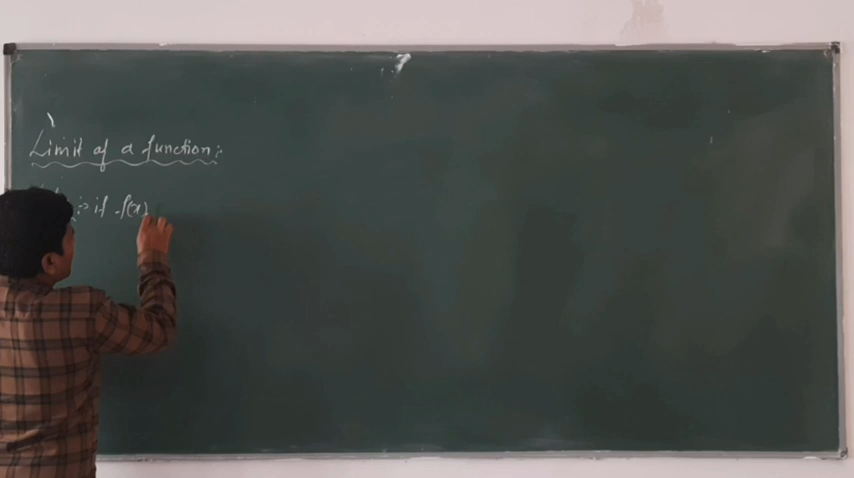 Limit of a function:
:- if f(x)